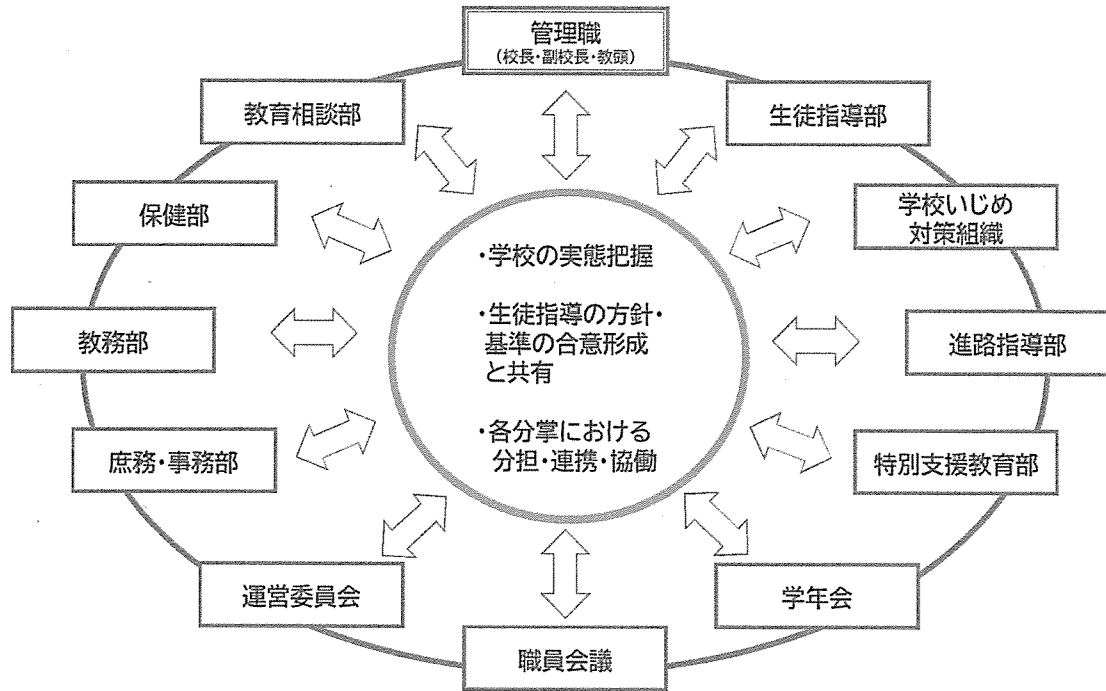 管理職
(校長・副校長・教頭)
教育相談部
生徒指導部
保健部
学校いじめ
対策組織
・学校の実態把握
・生徒指導の方針・
基準の合意形成
と共有
・各分掌における
分担・連携・協働
教務部
進路指導部
庶務・事務部
特別支援教育部
運営委員会
学年会
職員会議